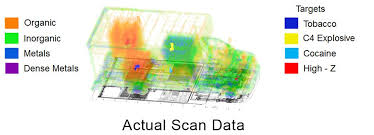 Targets
Organic
Inorganic
Metals
Dense Metals
Tobacco
C4 Explosive
Cocaine
High - Z
Actual Scan Data